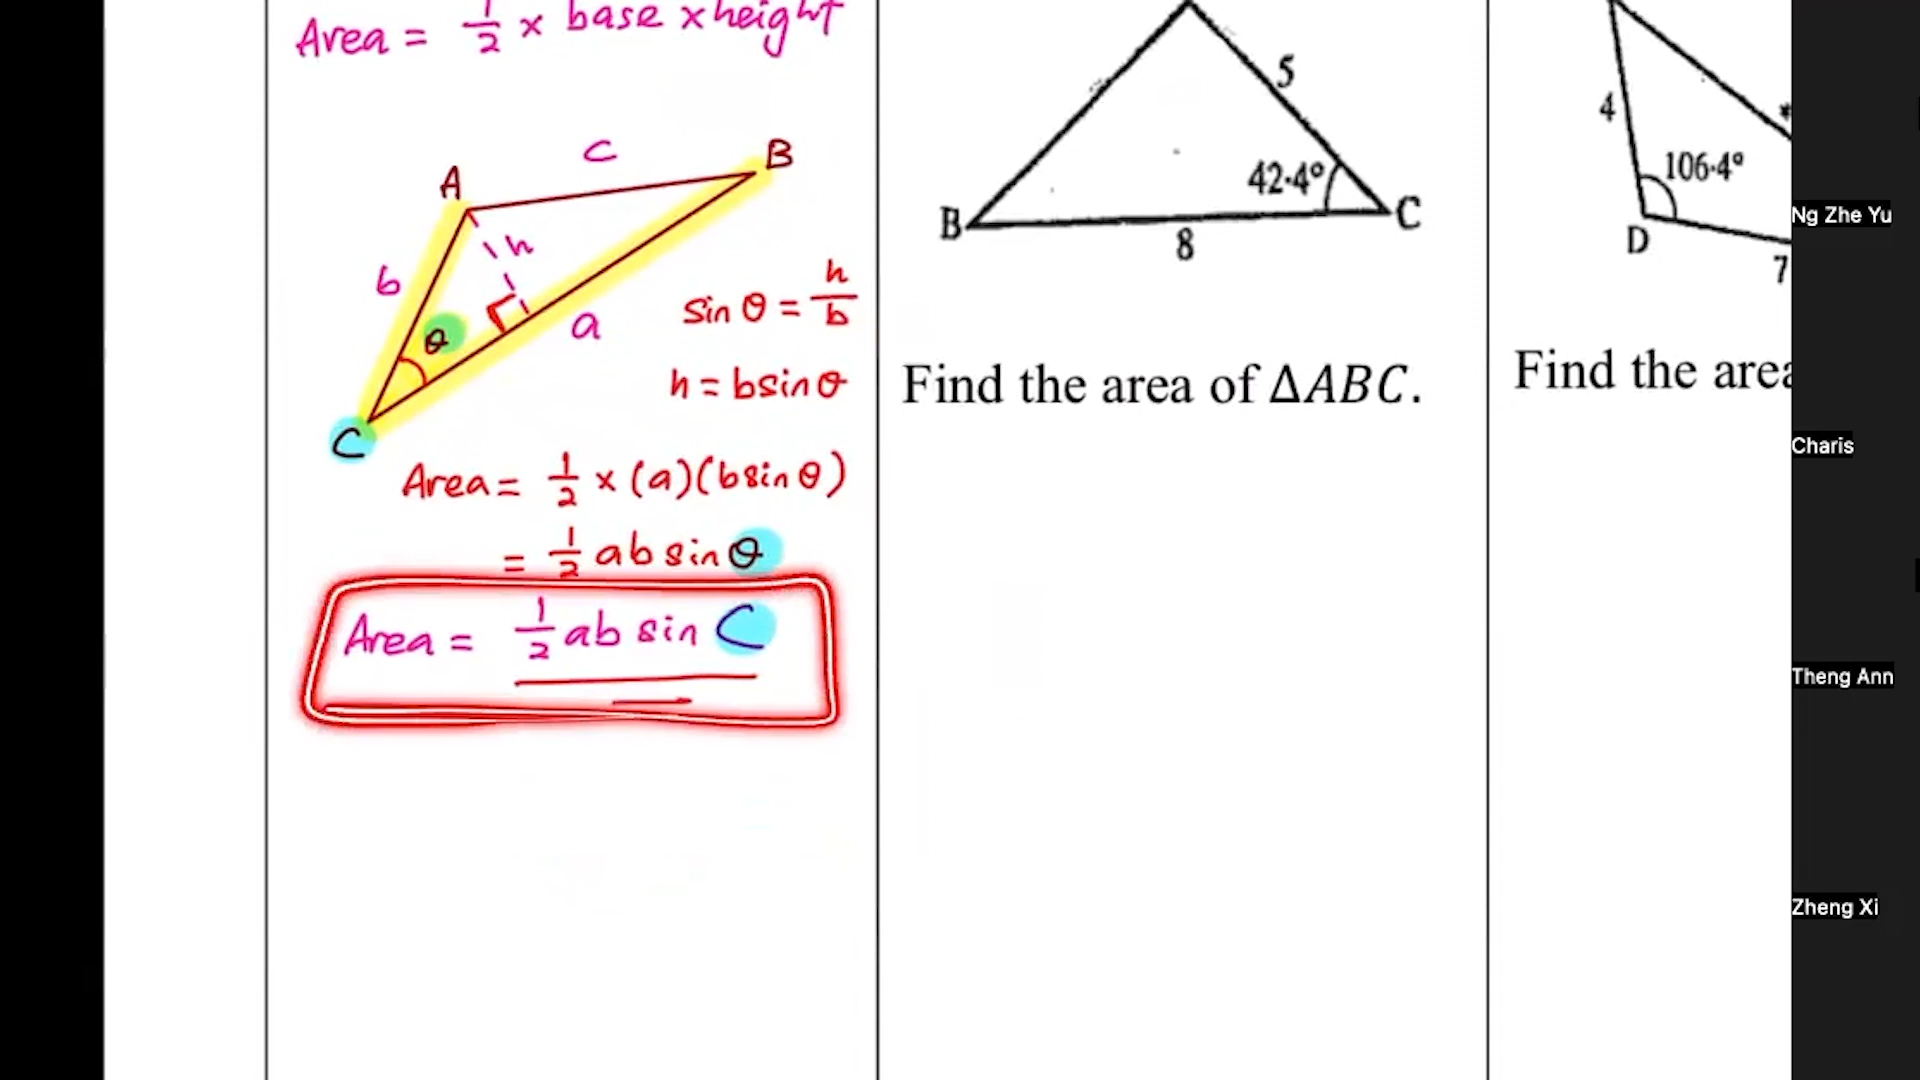 Area = 1/2 × base × height
A
c
B
h
b
θ
a
C
sin θ = h/b
h = b sin θ
Area = 1/2 × (a)(b sin θ)
= 1/2 ab sin θ
Area = 1/2 ab sin C
5
42·4°
B
C
8
Find the area of ΔABC.
4
106·4°
D
7
Find the area
Ng Zhe Yu
Charis
Theng Ann
Zheng Xi